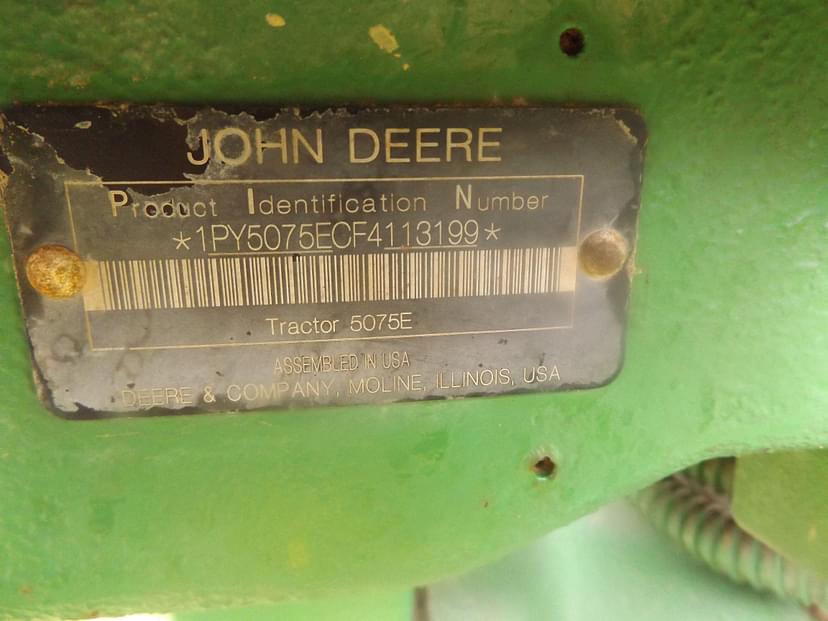 JOHN DEERE
Product Identification Number
*1PY5075ECF4113199*
Tractor 5075E
ASSEMBLED IN USA
DEERE & COMPANY, MOLINE, ILLINOIS, USA